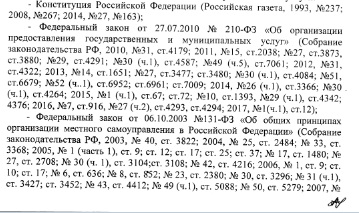 - Конституция Российской Федерации (Российская газета, 1993, №237;
2008, №267; 2014, №27, №163);
- Федеральный закон от 27.07.2010 № 210-ФЗ «Об организации
предоставления государственных и муниципальных услуг» (Собрание
законодательства РФ, 2010, №31, ст.4179; 2011, №15, ст.2038; №27, ст.3873,
ст.3880; №29, ст.4291; №30 (ч.1), ст.4587; №49 (ч.5), ст.7061; 2012, №31,
ст.4322; 2013, №14, ст.1651; №27, ст.3477; ст.3480; №30 (ч.1), ст.4084; №51,
ст.6679; №52 (ч.1), ст.6952; ст.6961; ст.7009; 2014, №26 (ч.1), ст.3366; №30
(ч.1), ст.4264; 2015, №1 (ч.1), ст.67; ст.72; №10, ст.1393, №29 (ч.1), ст.4342;
4376; 2016, №7, ст.916, №27 (ч.2), ст.4293, ст.4294; 2017, №1(ч.1), ст.12);
- Федеральный закон от 06.10.2003 №131-ФЗ «Об общих принципах
организации местного самоуправления в Российской Федерации» (Собрание
законодательства РФ, 2003, № 40, ст. 3822; 2004, № 25, ст. 2484; № 33, ст.
3368; 2005, № 1 (часть 1), ст. 9; ст. 12; ст. 17; ст. 25; ст. 37; № 17, ст. 1480; №
27, ст. 2708; № 30 (ч.1), ст. 3104;ст. 3108; № 42, ст. 4216; 2006, № 1, ст. 9; ст.
10; ст. 17; № 6, ст. 636; № 8, ст. 852; № 23, ст. 2380; № 30, ст. 3296; № 31 (ч.1),
ст. 3427; ст. 3452; № 43, ст. 4412; № 49 (ч.1), ст. 5088; № 50, ст. 5279; 2007, №